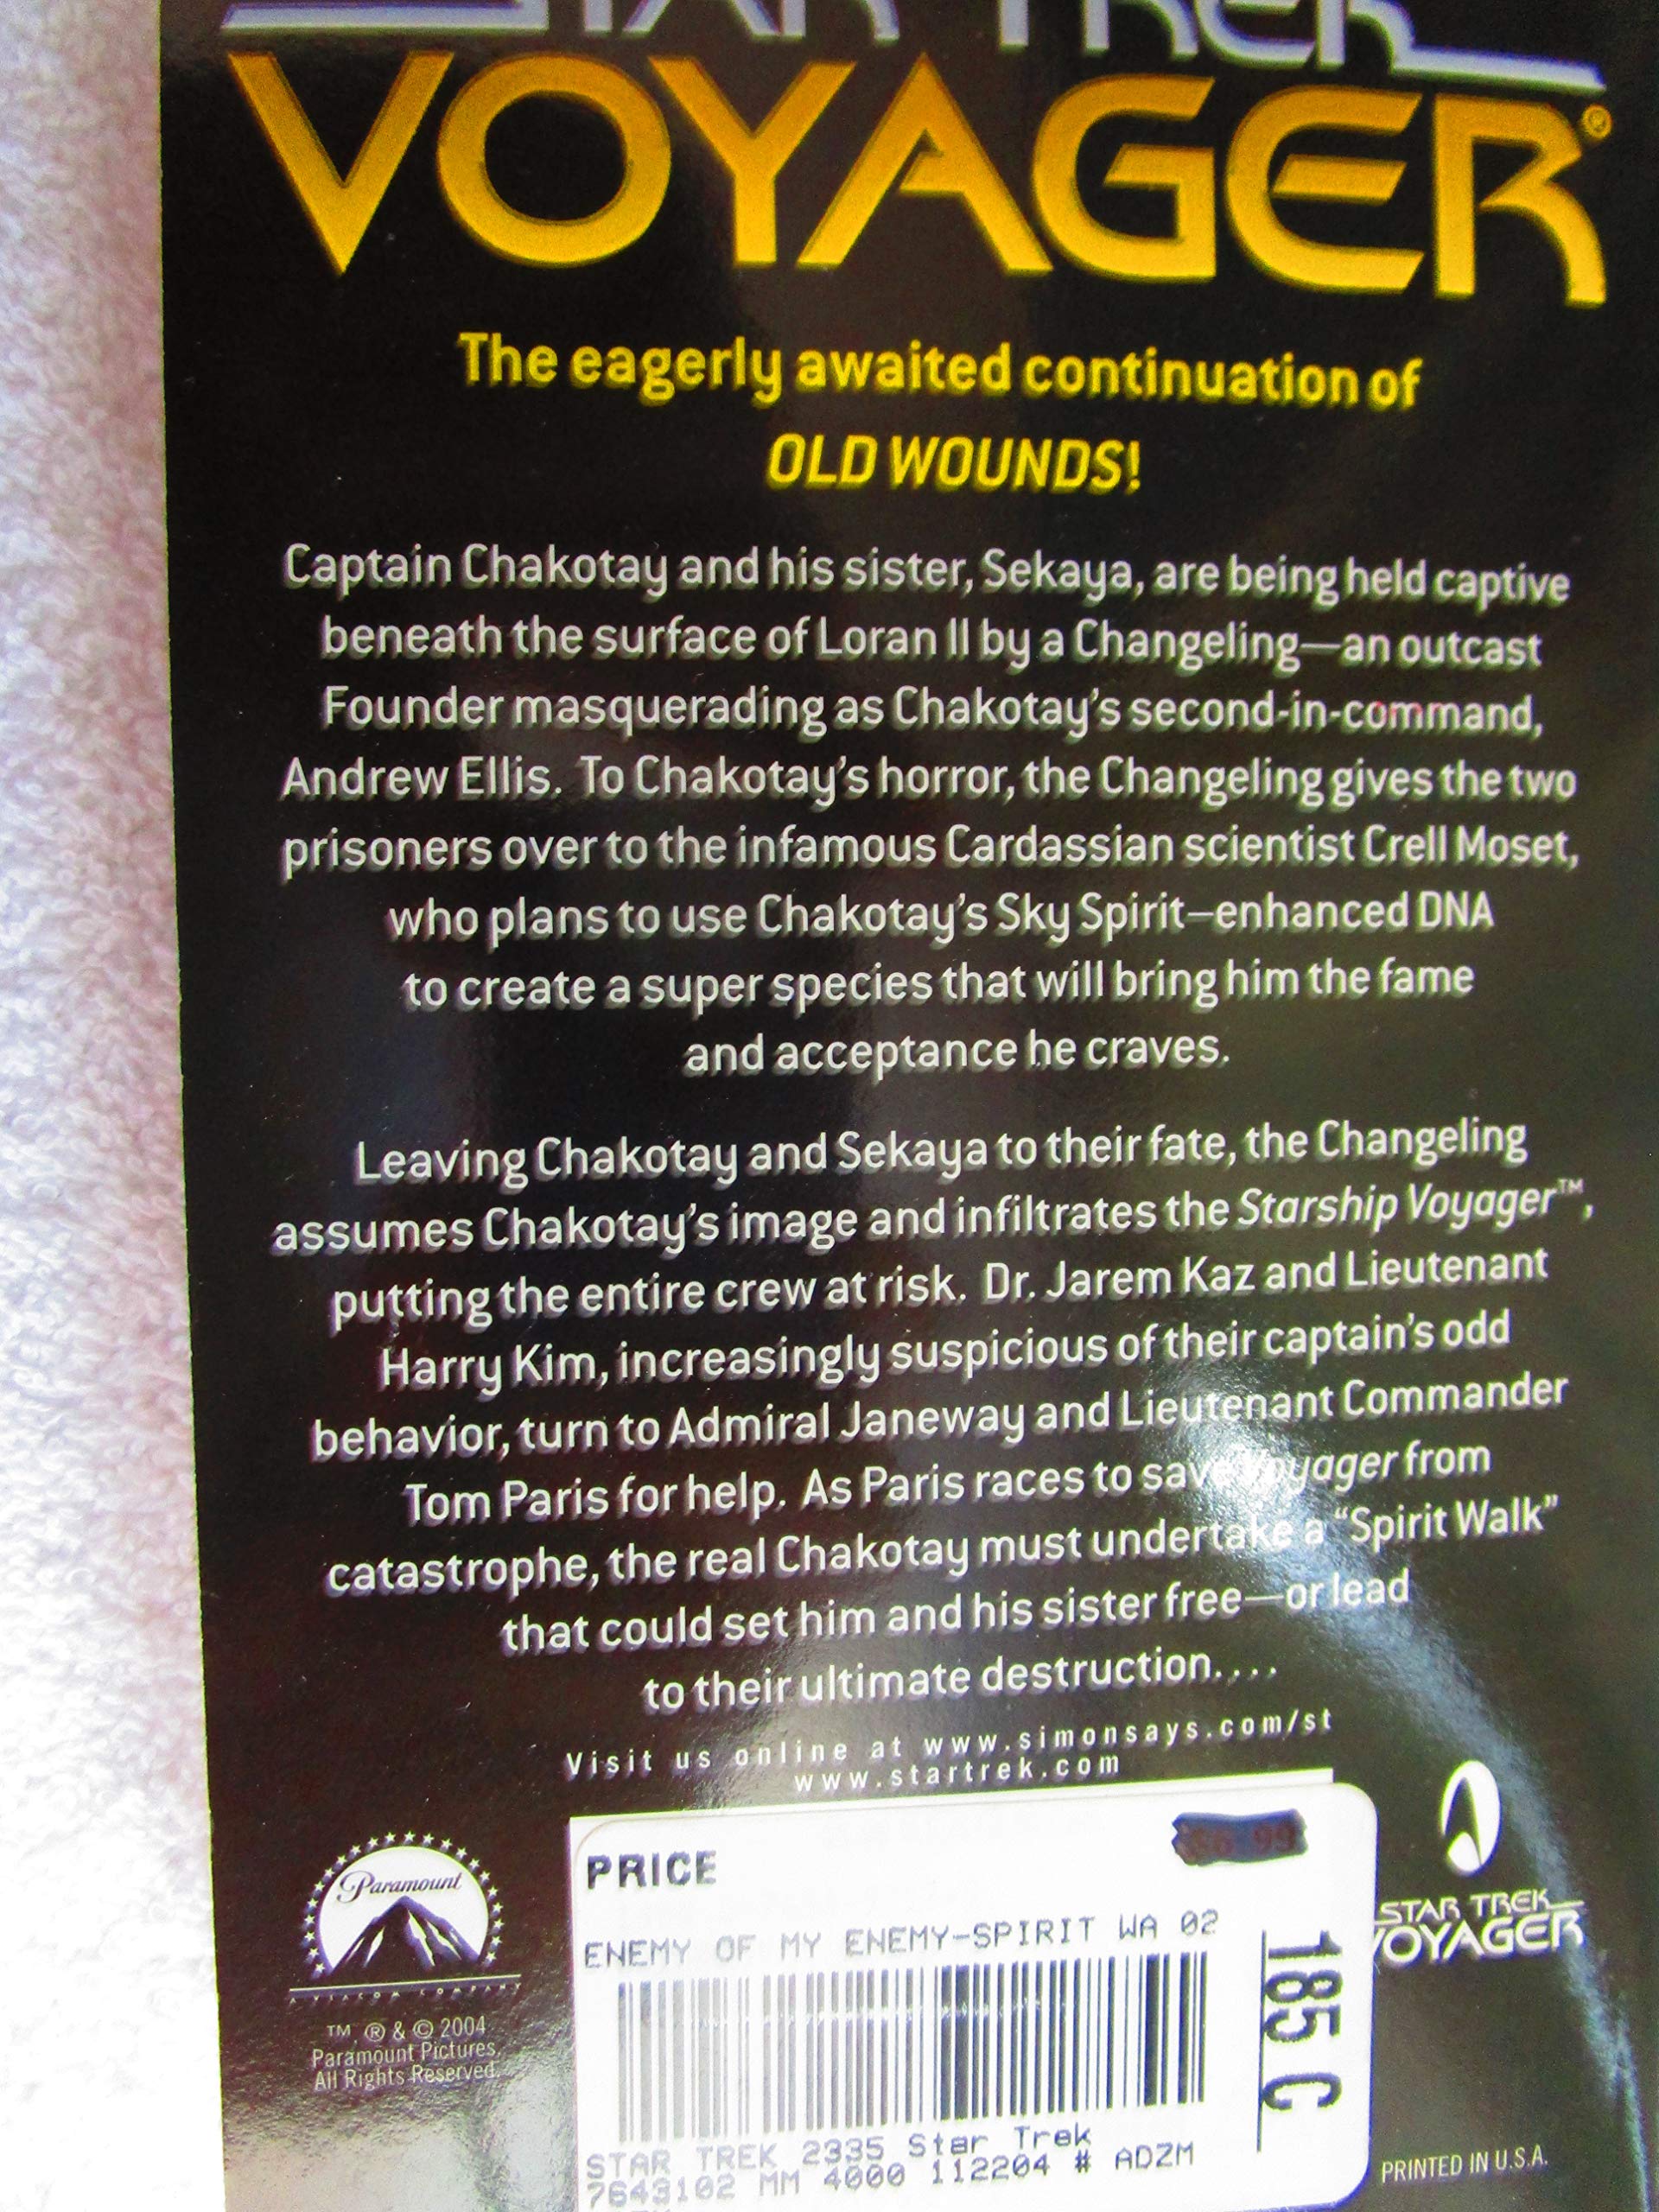 STAR TREK
VOYAGER®
The eagerly awaited continuation of
OLD WOUNDS!
Captain Chakotay and his sister, Sekaya, are being held captive
beneath the surface of Loran II by a Changeling—an outcast
Founder masquerading as Chakotay's second-in-command,
Andrew Ellis. To Chakotay's horror, the Changeling gives the two
prisoners over to the infamous Cardassian scientist Crell Moset,
who plans to use Chakotay's Sky Spirit–enhanced DNA
to create a super species that will bring him the fame
and acceptance he craves.
Leaving Chakotay and Sekaya to their fate, the Changeling
assumes Chakotay's image and infiltrates the Starship Voyager™,
putting the entire crew at risk. Dr. Jarem Kaz and Lieutenant
Harry Kim, increasingly suspicious of their captain's odd
behavior, turn to Admiral Janeway and Lieutenant Commander
Tom Paris for help. As Paris races to save Voyager from
catastrophe, the real Chakotay must undertake a "Spirit Walk"
that could set him and his sister free—or lead
to their ultimate destruction....
Visit us online at www.simonsays.com/st
www.startrek.com
Paramount
A VIACOM COMPANY
TM, ® & © 2004
Paramount Pictures.
All Rights Reserved.
PRICE
$6.99
ENEMY OF MY ENEMY-SPIRIT WA 02
185 C
STAR TREK 2335 Star Trek
7643102 MM 4000 112204 # ADZM
STAR TREK
VOYAGER
PRINTED IN U.S.A.